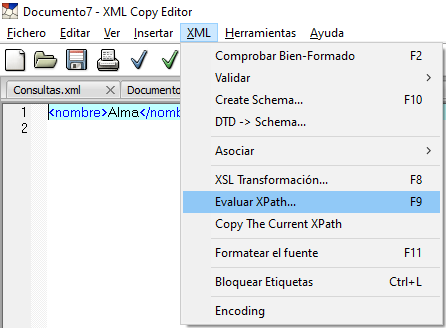 Documento7 - XML Copy Editor
Fichero Editar Ver Insertar XML Herramientas Ayuda
Comprobar Bien-Formado F2
Validar
Create Schema... F10
DTD -> Schema...
Asociar
XSL Transformación... F8
Evaluar XPath... F9
Copy The Current XPath
Formatear el fuente F11
Bloquear Etiquetas Ctrl+L
Encoding
Consultas.xml Documento
1 <nombre>Alma</nomb
2